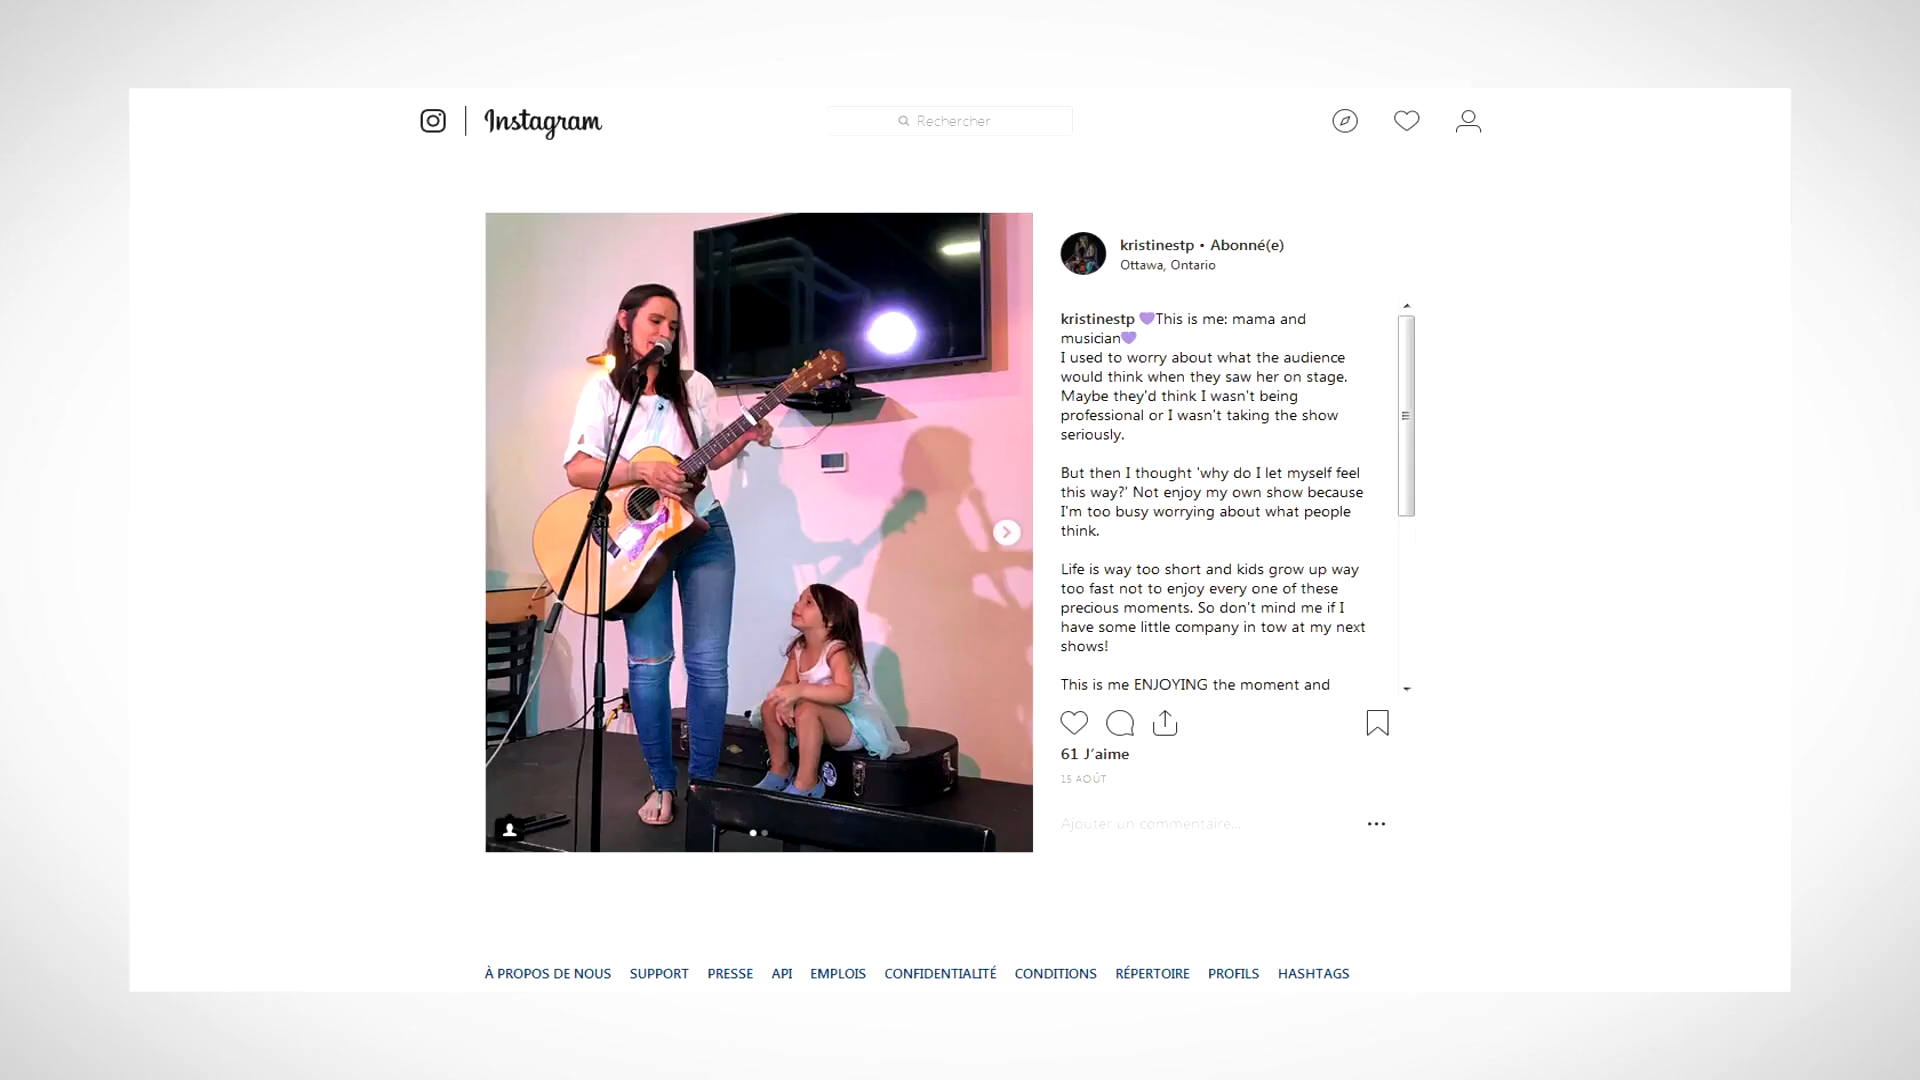 Instagram
Rechercher
kristinestp • Abonné(e)
Ottawa, Ontario
kristinestp 💜This is me: mama and
musician💜
I used to worry about what the audience
would think when they saw her on stage.
Maybe they'd think I wasn't being
professional or I wasn't taking the show
seriously.
But then I thought 'why do I let myself feel
this way?' Not enjoy my own show because
I'm too busy worrying about what people
think.
Life is way too short and kids grow up way
too fast not to enjoy every one of these
precious moments. So don't mind me if I
have some little company in tow at my next
shows!
This is me ENJOYING the moment and
61 J'aime
15 AOÛT
Ajouter un commentaire...
À PROPOS DE NOUS SUPPORT PRESSE API EMPLOIS CONFIDENTIALITÉ CONDITIONS RÉPERTOIRE PROFILS HASHTAGS